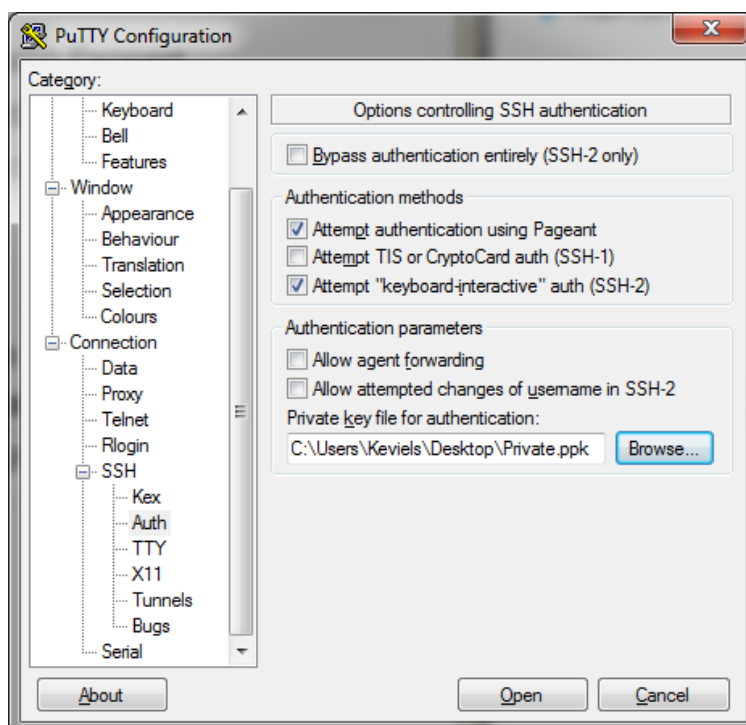 PuTTY Configuration
X
Category:
Keyboard
Bell
Features
Window
Appearance
Behaviour
Translation
Selection
Colours
Connection
Data
Proxy
Telnet
Rlogin
SSH
Kex
Auth
TTY
X11
Tunnels
Bugs
Serial
Options controlling SSH authentication
Bypass authentication entirely (SSH-2 only)
Authentication methods
Attempt authentication using Pageant
Attempt TIS or CryptoCard auth (SSH-1)
Attempt "keyboard-interactive" auth (SSH-2)
Authentication parameters
Allow agent forwarding
Allow attempted changes of username in SSH-2
Private key file for authentication:
C:\Users\Keviels\Desktop\Private.ppk
Browse...
About
Open
Cancel